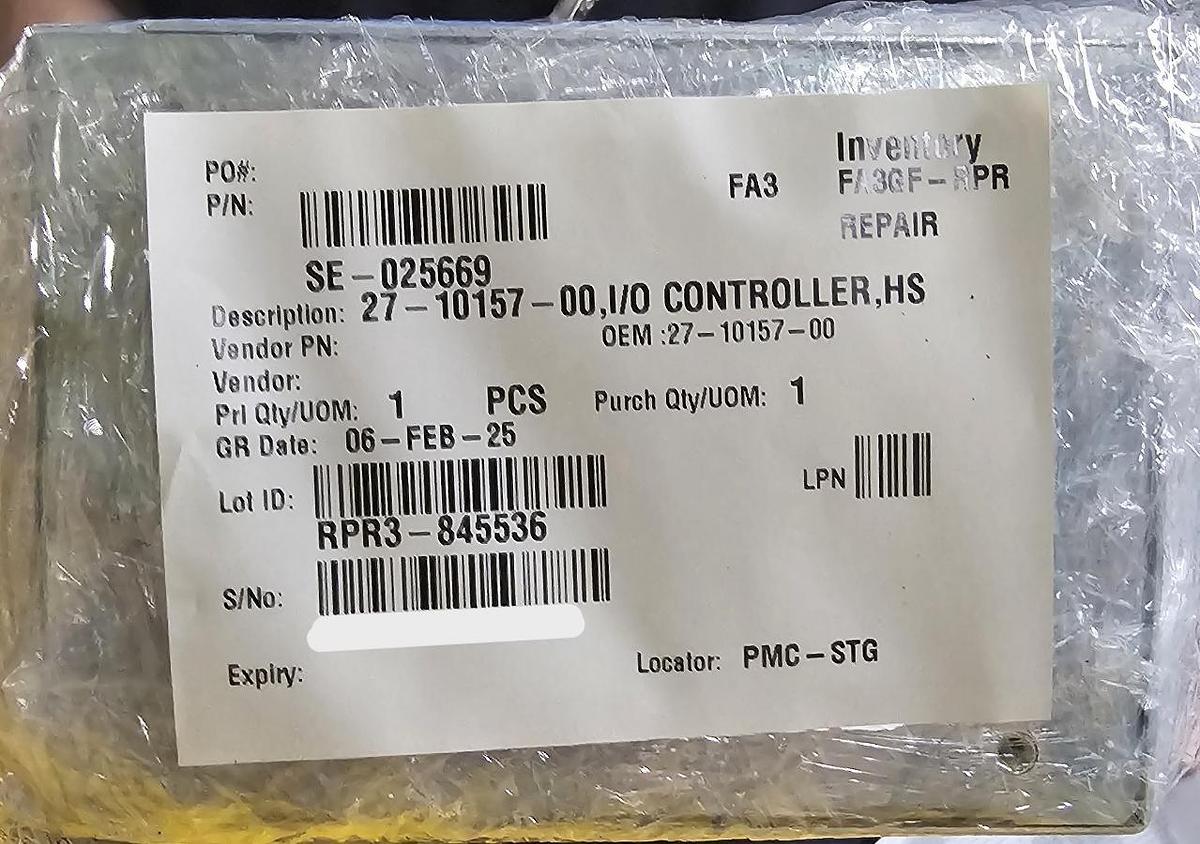 PO#:
Inventory
P/N:
FA3
FA3GF-RPR
REPAIR
SE-025669
Description: 27-10157-00,I/O CONTROLLER,HS
Vendor PN:
OEM :27-10157-00
Vendor:
Pri Qty/UOM: 1 PCS Purch Qty/UOM: 1
GR Date: 06-FEB-25
Lot ID:
LPN
RPR3-845536
S/No:
Expiry:
Locator: PMC-STG